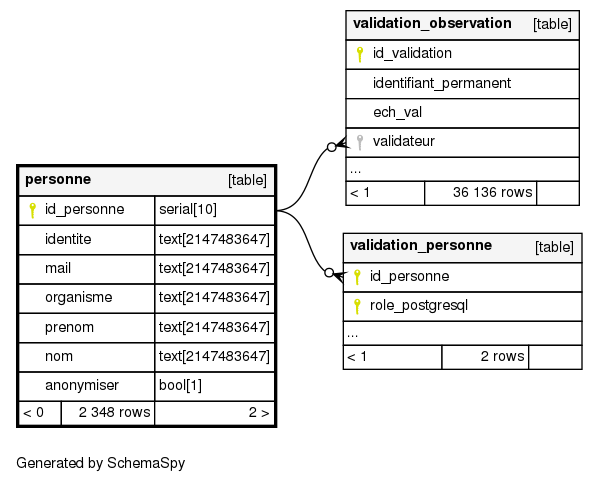 validation_observation [table]
id_validation
identifiant_permanent
ech_val
validateur
...
< 1 36 136 rows
personne [table]
id_personne serial[10]
identite text[2147483647]
mail text[2147483647]
organisme text[2147483647]
prenom text[2147483647]
nom text[2147483647]
anonymiser bool[1]
< 0 2 348 rows 2 >
validation_personne [table]
id_personne
role_postgresql
...
< 1 2 rows
Generated by SchemaSpy